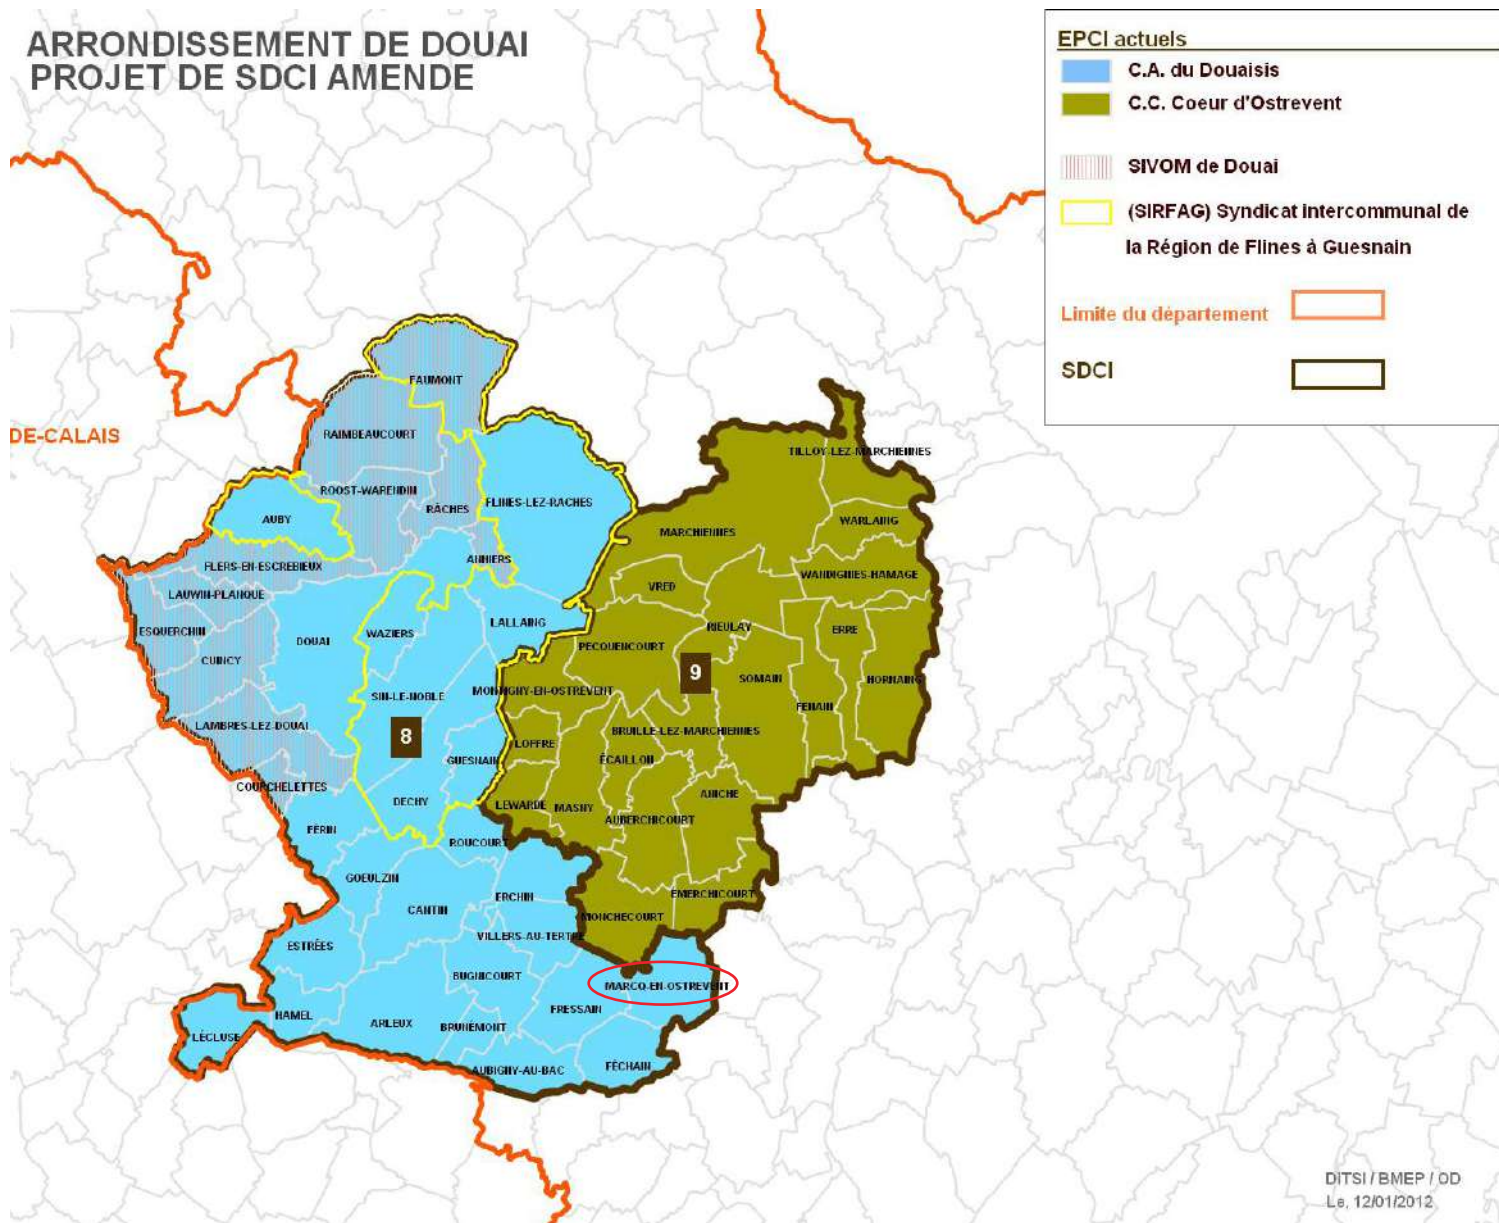 ARRONDISSEMENT DE DOUAI
PROJET DE SDCI AMENDE
EPCI actuels
C.A. du Douaisis
C.C. Coeur d'Ostrevent
SIVOM de Douai
(SIRFAG) Syndicat intercommunal de
la Région de Flines à Guesnain
Limite du département
SDCI
DE-CALAIS
FAUMONT
RAIMBEAUCOURT
ROOST-WARENDIN
RÂCHES
FLINES-LEZ-RACHES
AUBY
ANHIERS
FLERS-EN-ESCREBIEUX
LAUWIN-PLANQUE
ESQUERCHIN
CUINCY
DOUAI
WAZIERS
LALLAING
SIN-LE-NOBLE
LAMBRES-LEZ-DOUAI
8
GUESNAIN
COURCHELETTES
DECHY
FÉRIN
ROUCOURT
GOEULZIN
CANTIN
ERCHIN
VILLERS-AU-TERTRE
ESTRÉES
BUGNICOURT
MARCQ-EN-OSTREVENT
FRESSAIN
HAMEL
ARLEUX
BRUNÉMONT
LÉCLUSE
AUBIGNY-AU-BAC
FÉCHAIN
TILLOY-LEZ-MARCHIENNES
MARCHIENNES
WARLAING
VRED
WANDIGNIES-HAMAGE
RIEULAY
ERRE
PECQUENCOURT
9
SOMAIN
HORNAING
MONTIGNY-EN-OSTREVENT
FENAIN
BRUILLE-LEZ-MARCHIENNES
LOFFRE
ÉCAILLON
ANICHE
LEWARDE
MASNY
AUBERCHICOURT
ÉMERCHICOURT
MONCHECOURT
DITSI / BMEP / OD
Le, 12/01/2012